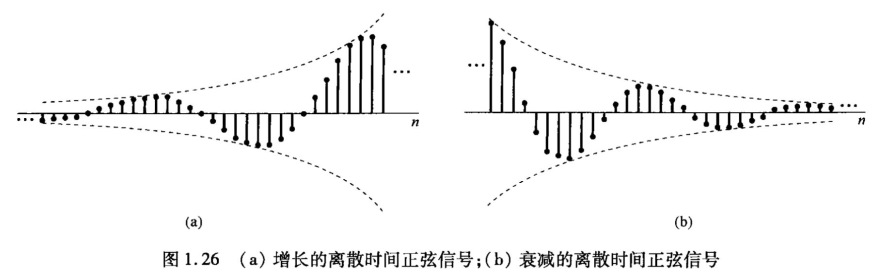 ... n
...
(a)
... n
...
(b)
图 1.26 (a) 增长的离散时间正弦信号;(b) 衰减的离散时间正弦信号